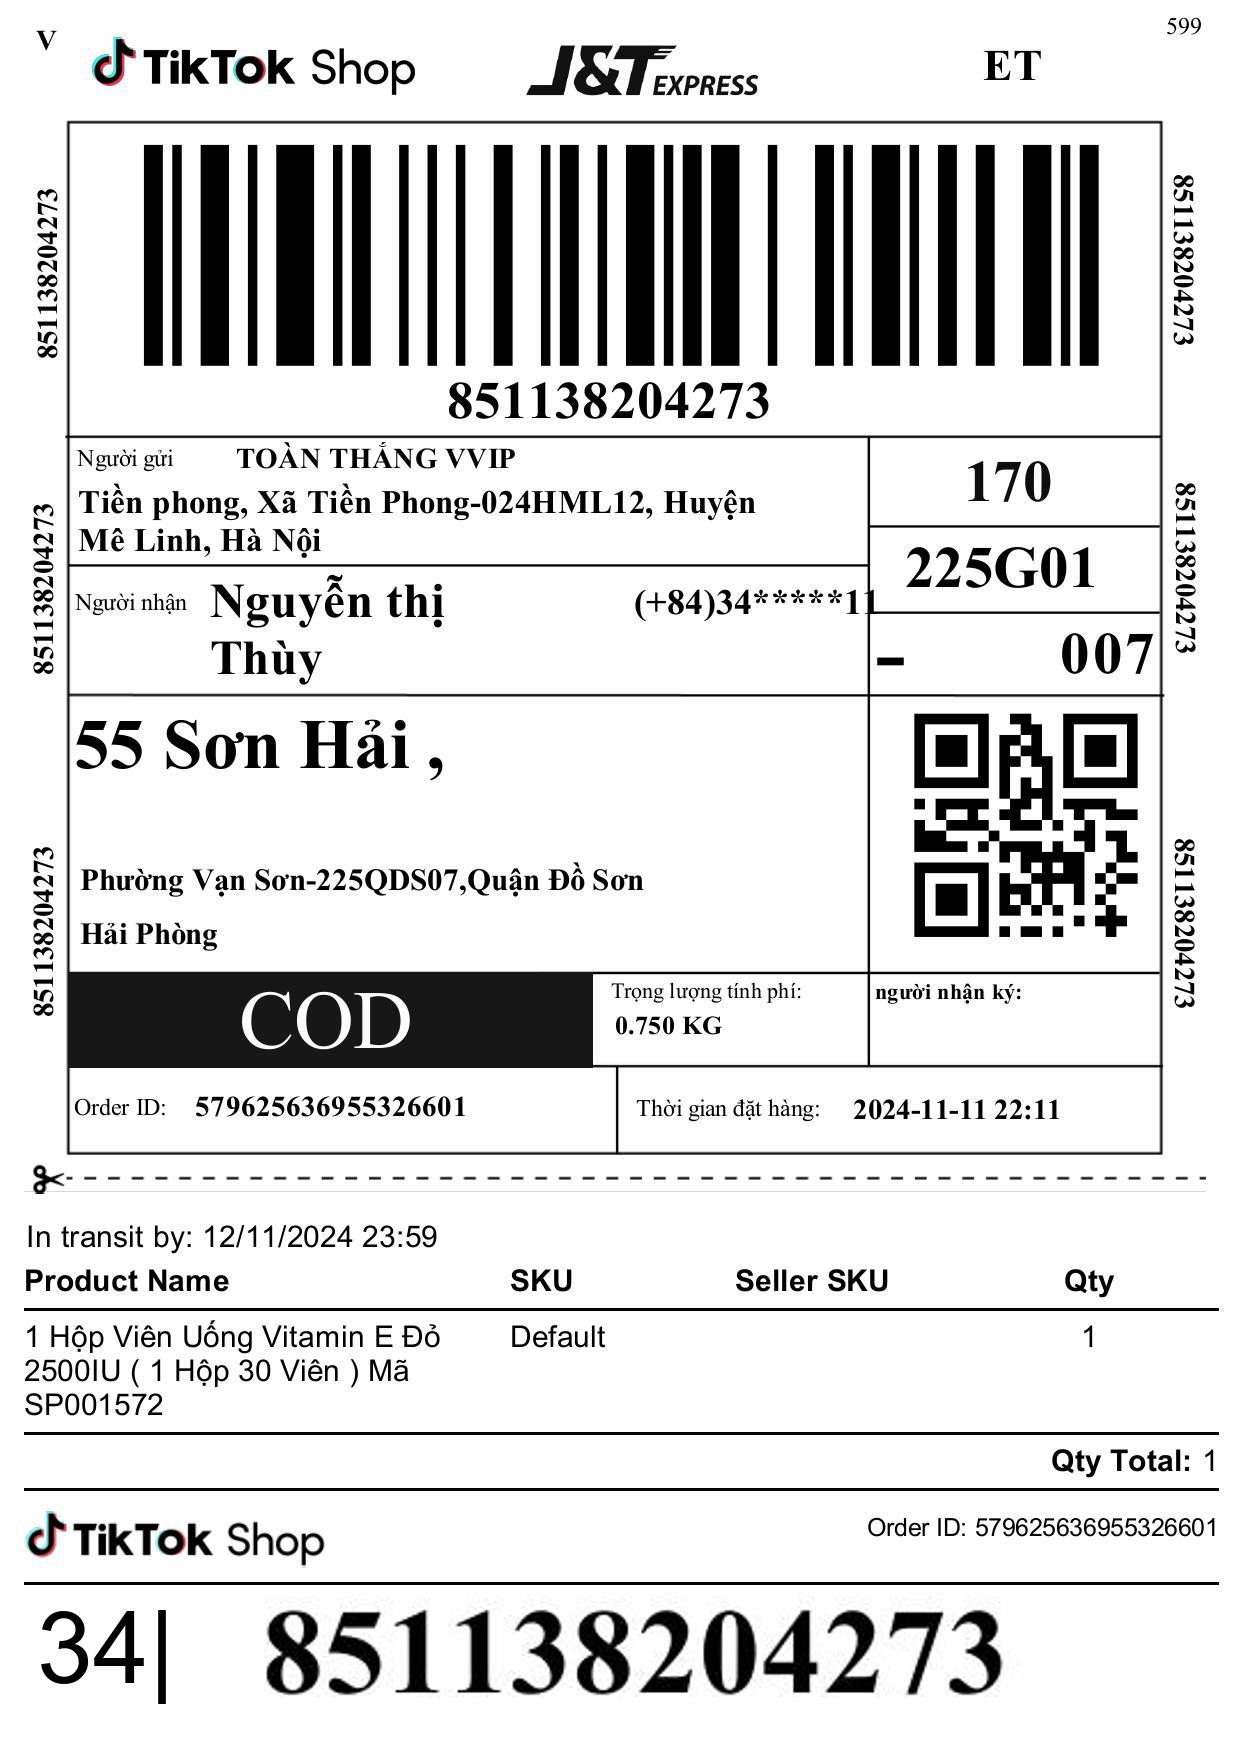 599
V
TikTok Shop
J&T EXPRESS
ET
851138204273
851138204273
851138204273
Người gửi TOÀN THẮNG VVIP
Tiền phong, Xã Tiền Phong-024HML12, Huyện
Mê Linh, Hà Nội
170
225G01
851138204273
851138204273
Người nhận Nguyễn thị
Thùy
(+84)34*****11
- 007
55 Sơn Hải ,
Phường Vạn Sơn-225QDS07,Quận Đồ Sơn
Hải Phòng
851138204273
851138204273
COD
Trọng lượng tính phí:
0.750 KG
người nhận ký:
Order ID: 579625636955326601
Thời gian đặt hàng: 2024-11-11 22:11
In transit by: 12/11/2024 23:59
Product Name SKU Seller SKU Qty
1 Hộp Viên Uống Vitamin E Đỏ Default 1
2500IU ( 1 Hộp 30 Viên ) Mã
SP001572
Qty Total: 1
TikTok Shop
Order ID: 579625636955326601
34| 851138204273